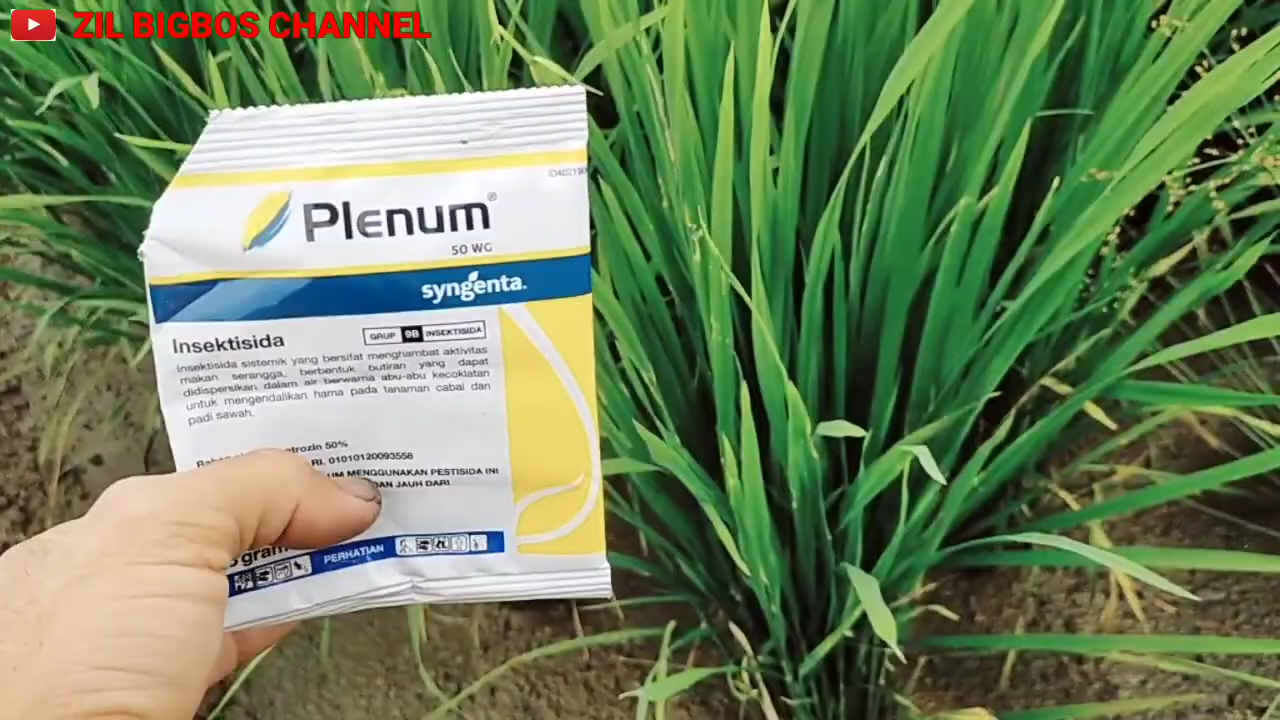 ZIL BIGBOS CHANNEL
Plenum®
50 WG
syngenta.
Insektisida
GRUP 9B INSEKTISIDA
Insektisida sistemik yang bersifat menghambat aktivitas
makan serangga, berbentuk butiran yang dapat
didispersikan dalam air berwarna abu-abu kecoklatan
untuk mengendalikan hama pada tanaman cabai dan
padi sawah.
50%
RI. 01010120093558
MENGGUNAKAN PESTISIDA INI
DAN JAUH DARI
gram
PERHATIAN